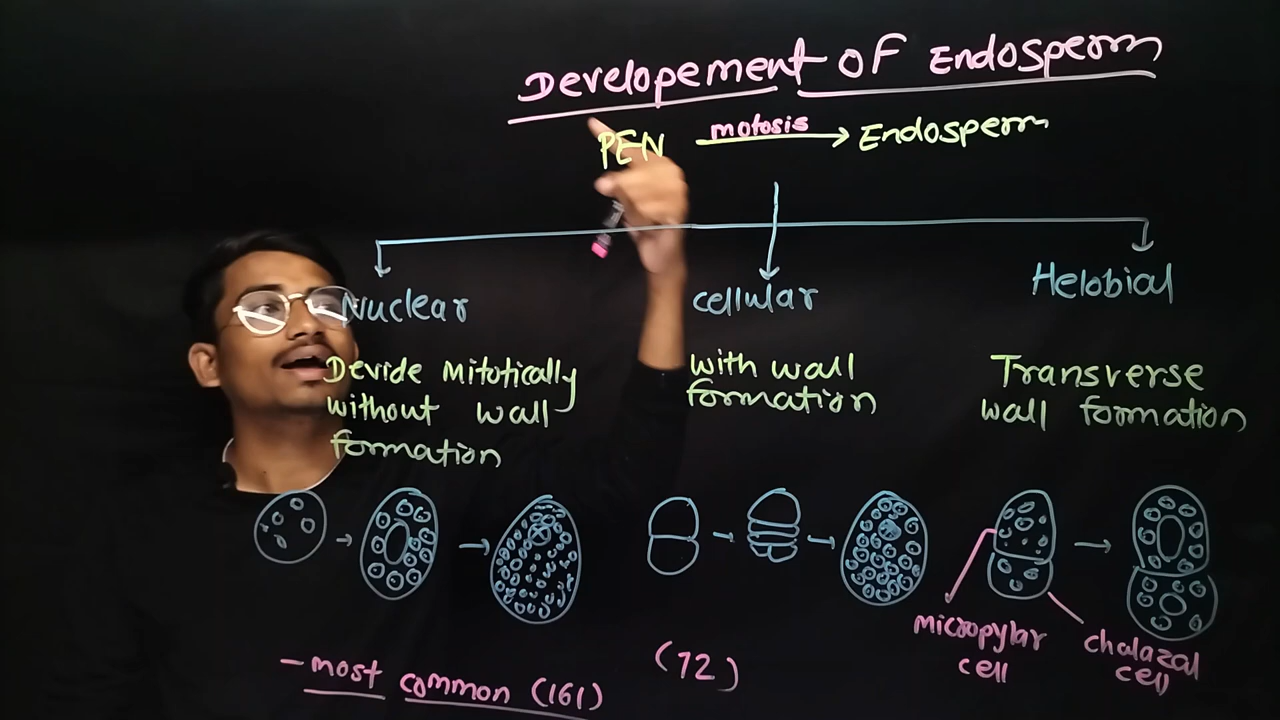 Developement of Endosperm
PEN motosis Endosperm
Nuclear
cellular
Helobial
Devide Mitotically
without wall
formation
with wall
formation
Transverse
wall formation
micropylar
cell
chalazal
cell
- most common (161)
(72)